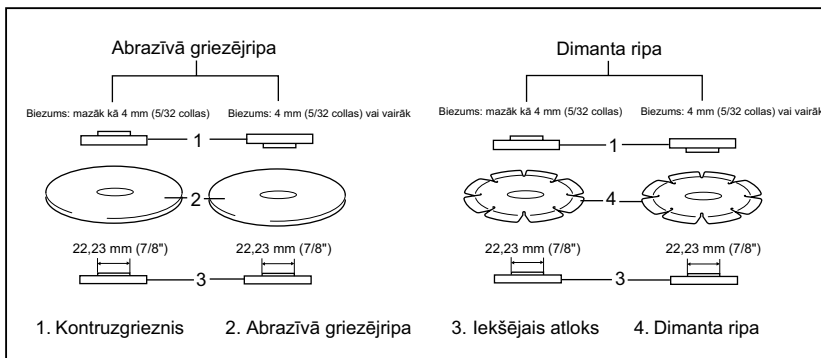 Abrazīvā griezējripa
Dimanta ripa
Biezums: mazāk kā 4 mm (5/32 collas)
Biezums: 4 mm (5/32 collas) vai vairāk
Biezums: mazāk kā 4 mm (5/32 collas)
Biezums: 4 mm (5/32 collas) vai vairāk
1
1
2
4
22,23 mm (7/8")
22,23 mm (7/8")
22,23 mm (7/8")
22,23 mm (7/8")
3
3
1. Kontruzgrieznis 2. Abrazīvā griezējripa 3. Iekšējais atloks 4. Dimanta ripa